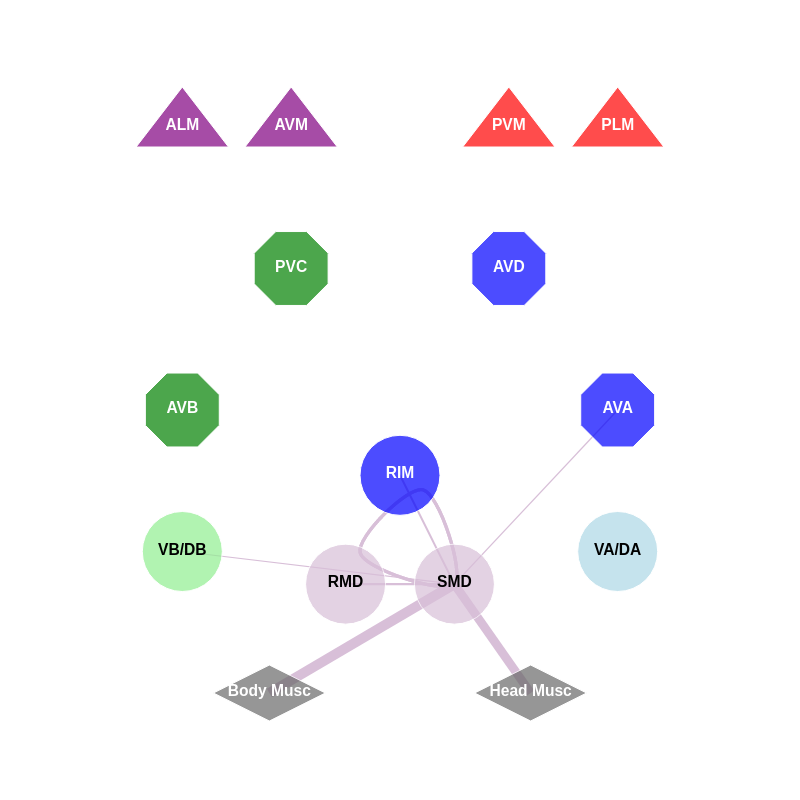 ALM
AVM
PVM
PLM
PVC
AVD
AVB
AVA
RIM
VB/DB
VA/DA
RMD
SMD
Body Musc
Head Musc